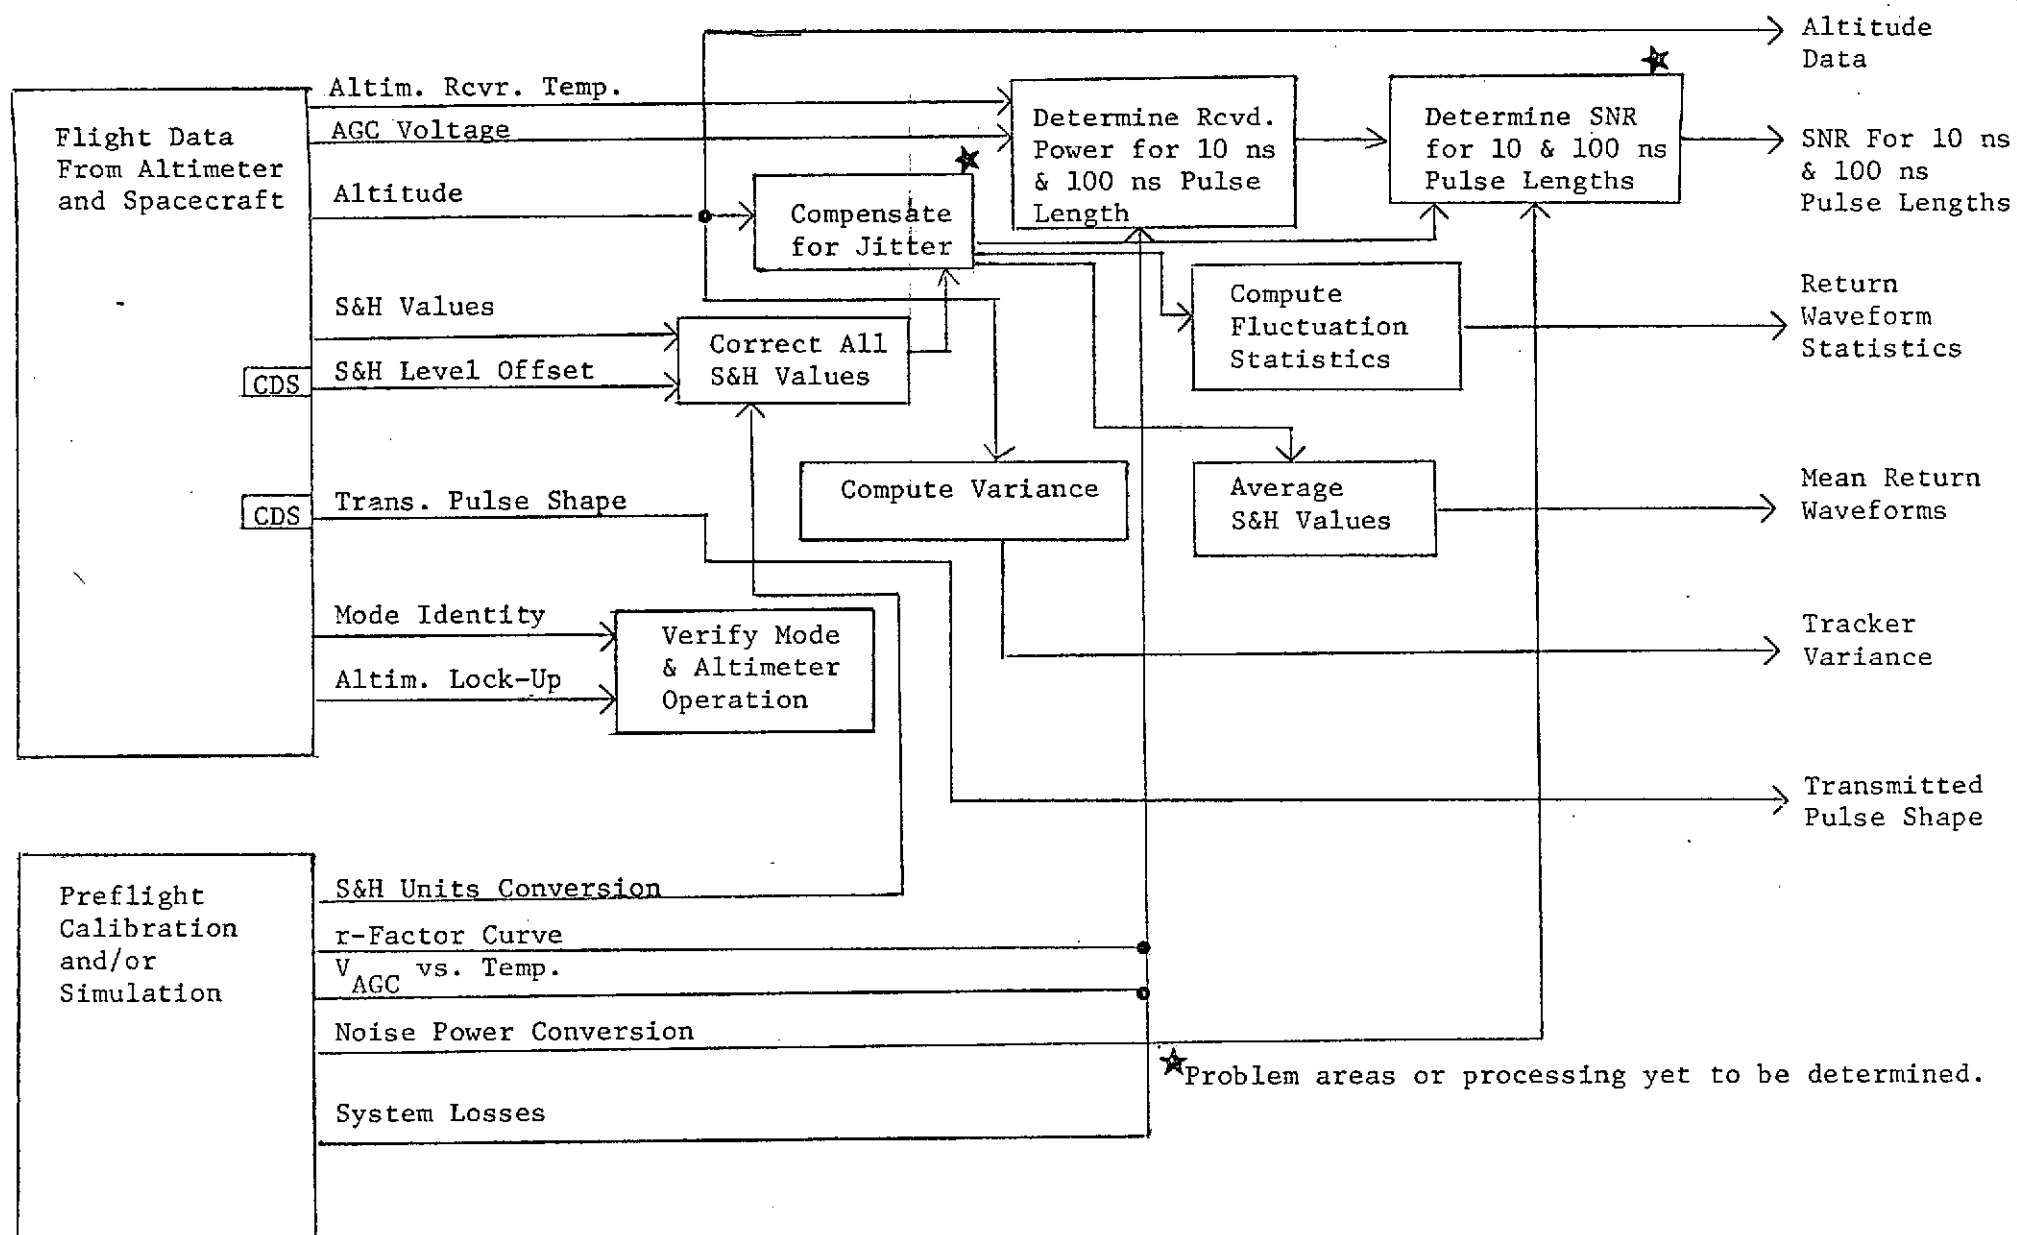 Altitude
Data
Altim. Rcvr. Temp.
AGC Voltage
Flight Data
From Altimeter
and Spacecraft
Altitude
Determine Rcvd.
Power for 10 ns
& 100 ns Pulse
Length
Determine SNR
for 10 & 100 ns
Pulse Lengths
SNR For 10 ns
& 100 ns
Pulse Lengths
Compensate
for Jitter
S&H Values
CDS
S&H Level Offset
Correct All
S&H Values
Compute
Fluctuation
Statistics
Return
Waveform
Statistics
CDS
Trans. Pulse Shape
Compute Variance
Average
S&H Values
Mean Return
Waveforms
Mode Identity
Altim. Lock-Up
Verify Mode
& Altimeter
Operation
Tracker
Variance
Transmitted
Pulse Shape
Preflight
Calibration
and/or
Simulation
S&H Units Conversion
r-Factor Curve
VAGC vs. Temp.
Noise Power Conversion
★Problem areas or processing yet to be determined.
System Losses